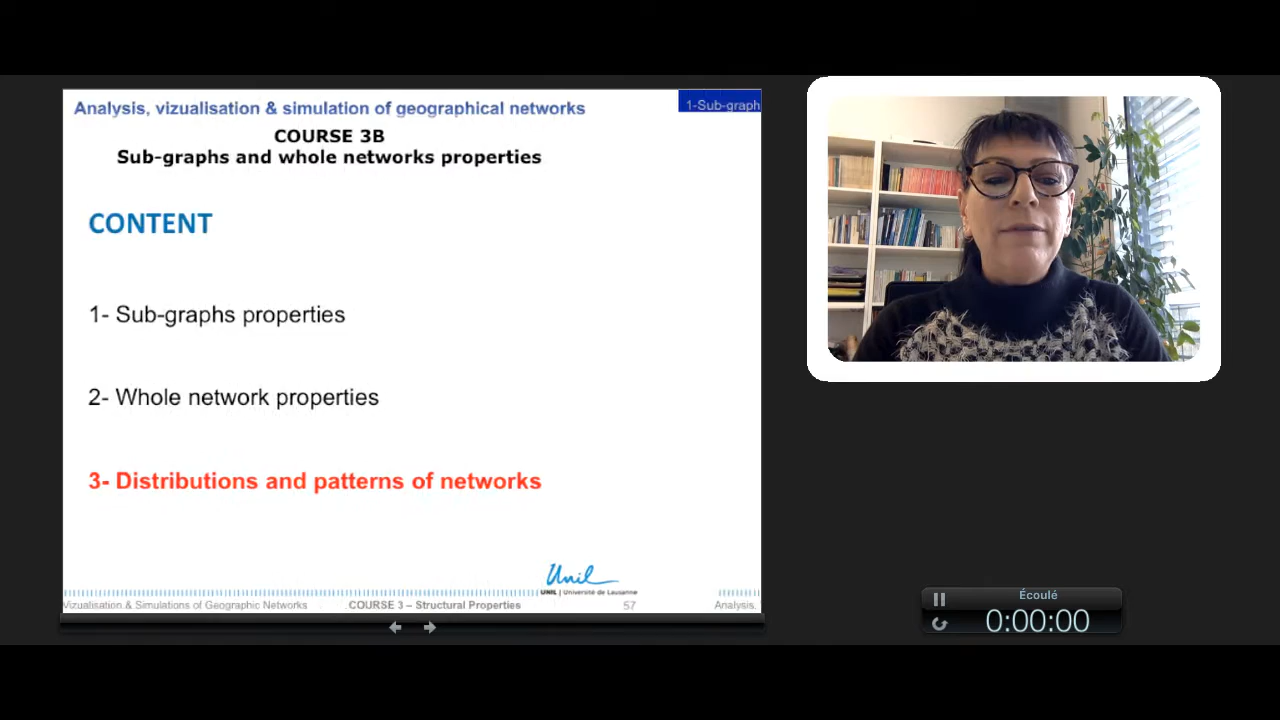 Analysis, vizualisation & simulation of geographical networks
1-Sub-graph
COURSE 3B
Sub-graphs and whole networks properties
CONTENT
1- Sub-graphs properties
2- Whole network properties
3- Distributions and patterns of networks
Unil
UNIL | Université de Lausanne
Vizualisation & Simulations of Geographic Networks
COURSE 3 – Structural Properties
57
Analysis,
Écoulé
0:00:00